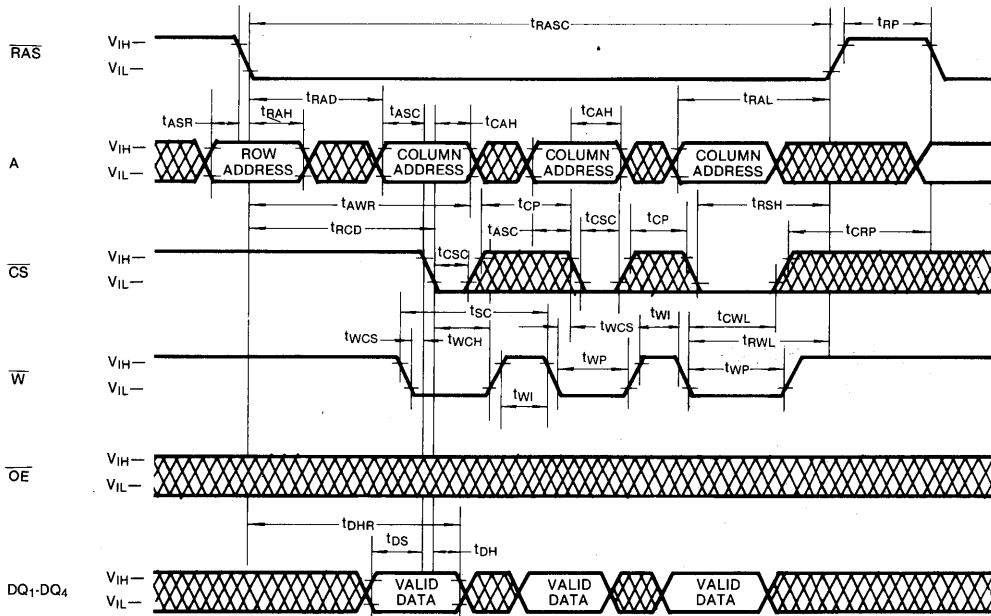 tRASC tRP
RAS VIH— VIL—
tRAD tRAL
tASR tRAH tASC tCAH tCAH
A VIH— VIL—
ROW ADDRESS COLUMN ADDRESS COLUMN ADDRESS COLUMN ADDRESS
tAWR tCP tRSH
tRCD tASC tCSC tCP tCRP
CS VIH— VIL—
tCSC
tSC tWI tCWL
tWCS tWCH tWCS tRWL
W VIH— VIL—
tWP tWP
tWI
OE VIH— VIL—
tDHR
tDS tDH
DQ1-DQ4 VIH— VIL—
VALID DATA VALID DATA VALID DATA